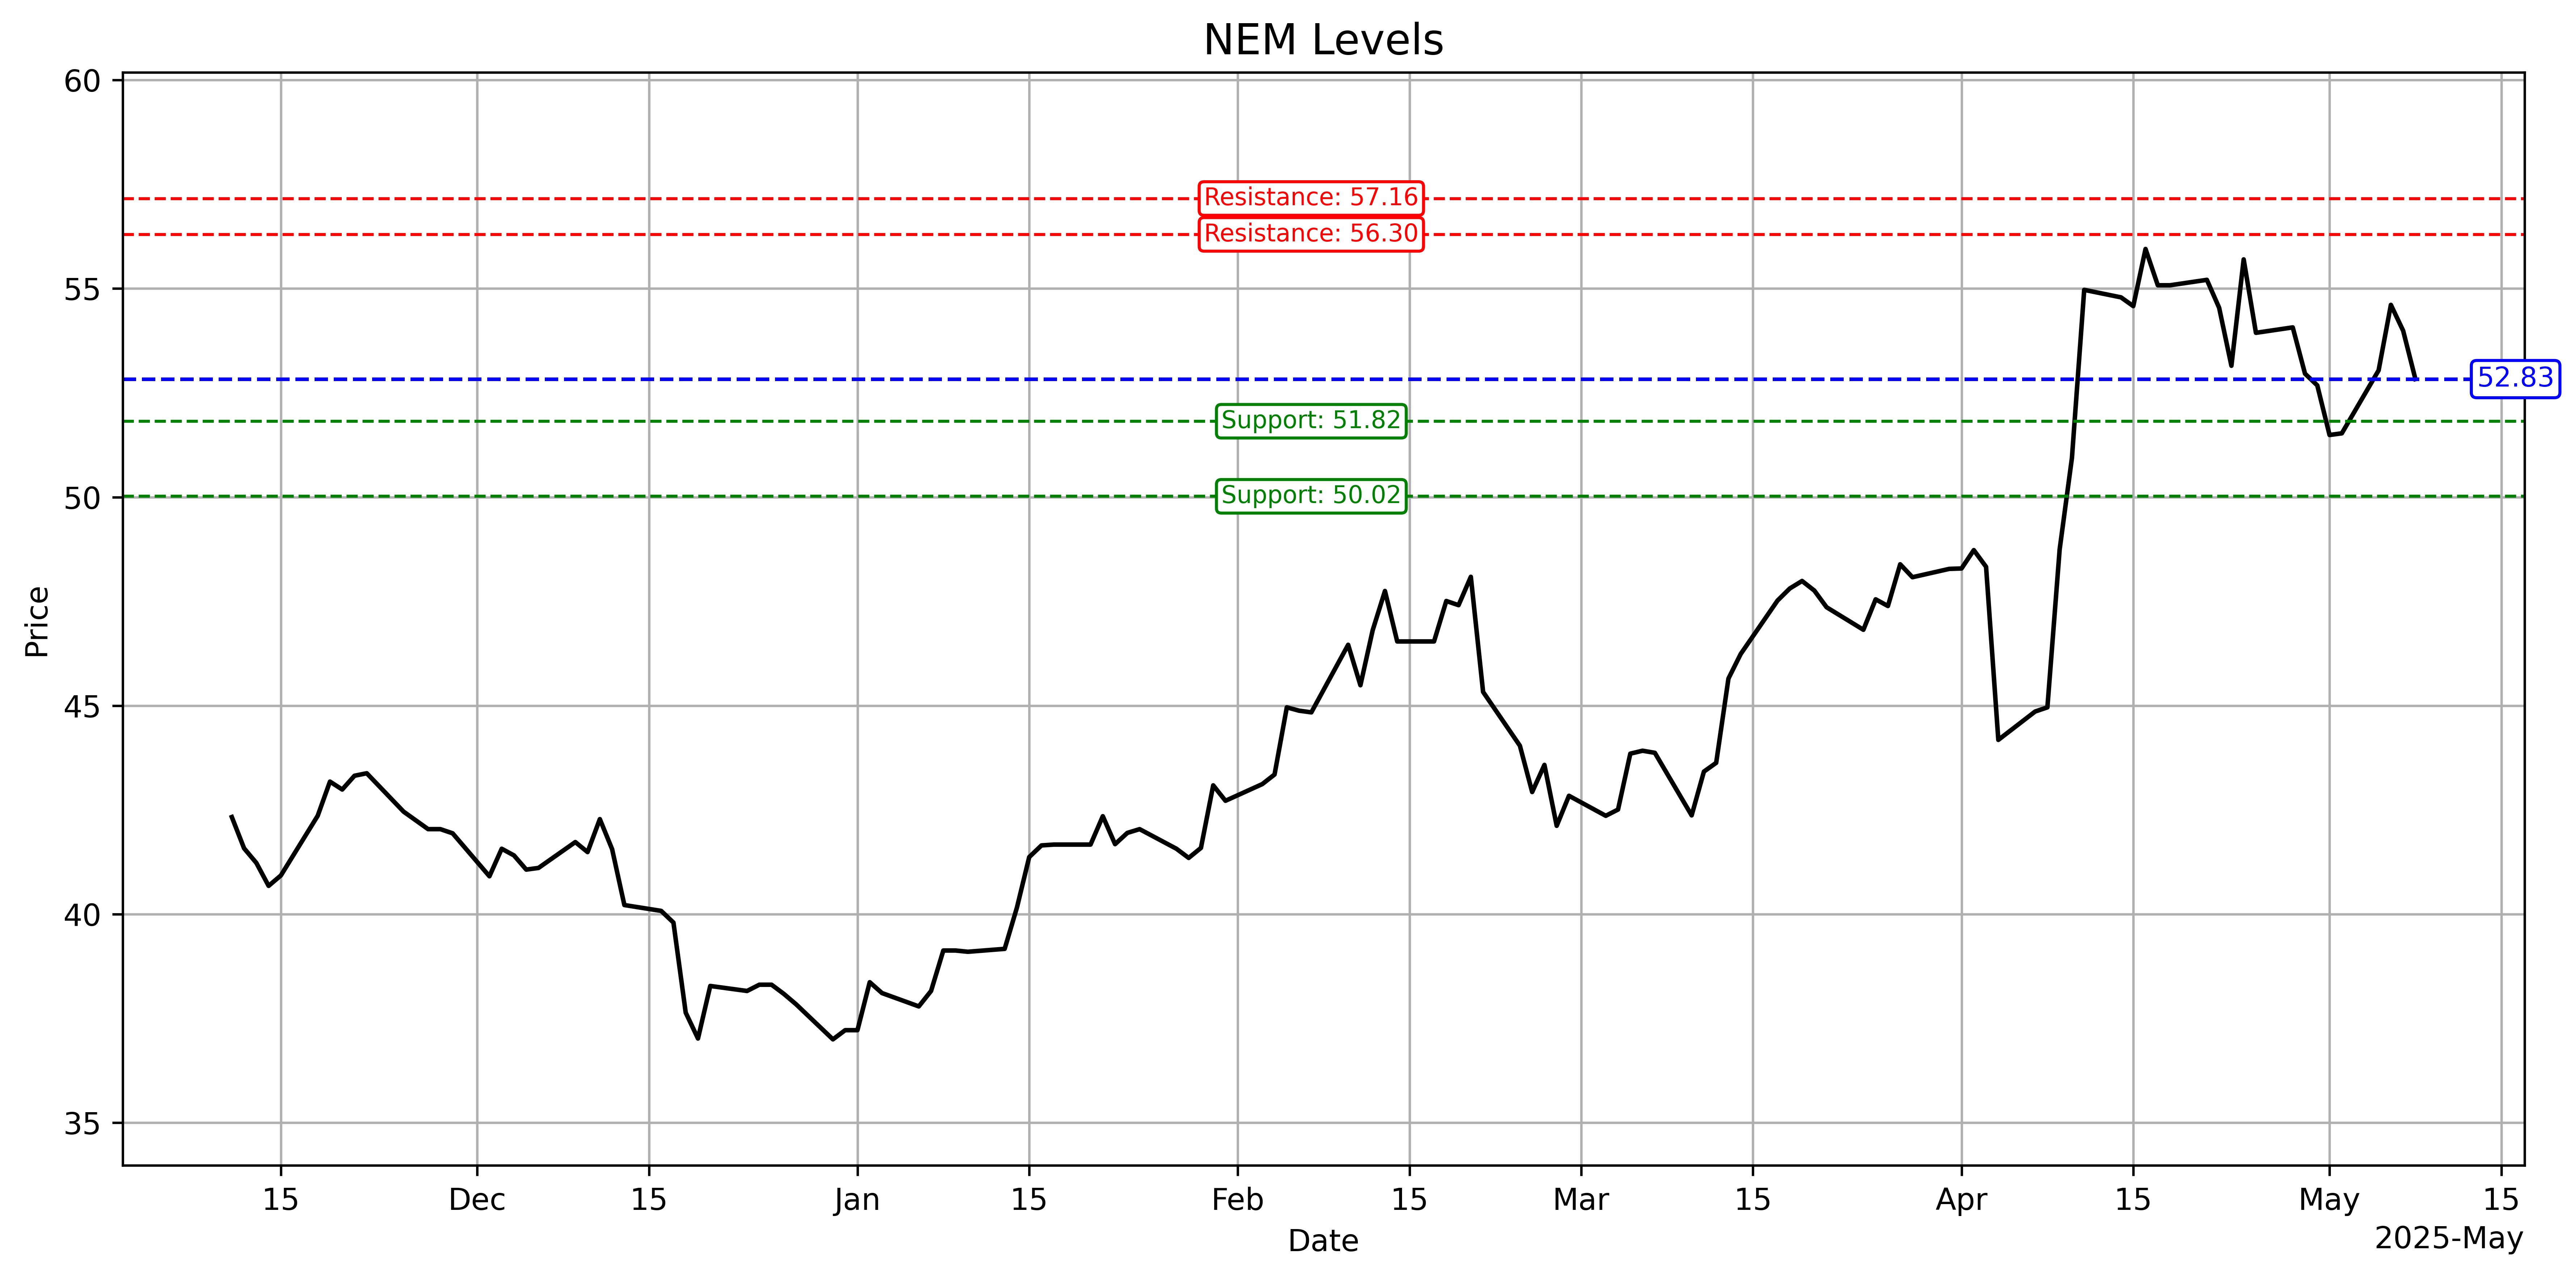 NEM Levels
60
55
50
45
40
35
Price
Resistance: 57.16
Resistance: 56.30
52.83
Support: 51.82
Support: 50.02
15 Dec 15 Jan 15 Feb 15 Mar 15 Apr 15 May 15
Date
2025-May